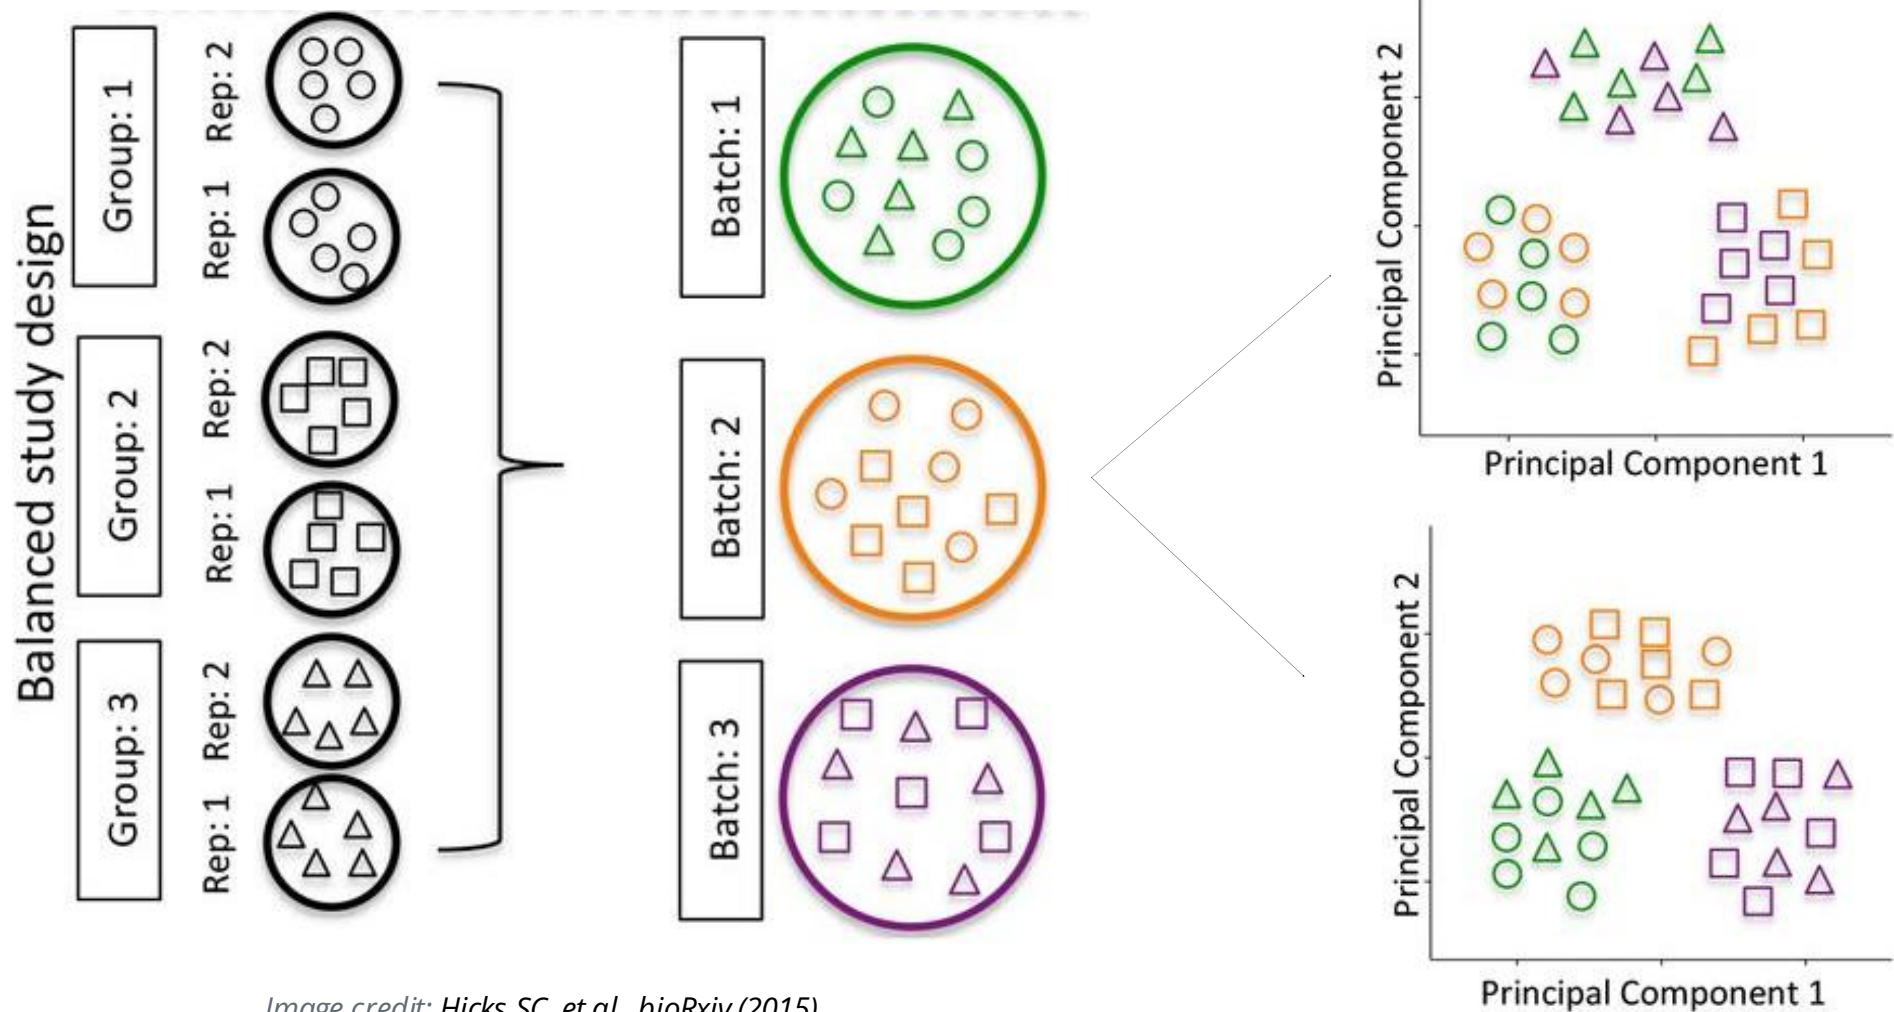 Balanced study design
Group: 1
Rep: 2
Rep: 1
Group: 2
Rep: 2
Rep: 1
Group: 3
Rep: 2
Rep: 1
Batch: 1
Batch: 2
Batch: 3
Principal Component 2
Principal Component 1
Principal Component 2
Principal Component 1
Image credit: Hicks SC, et al., bioRxiv (2015)